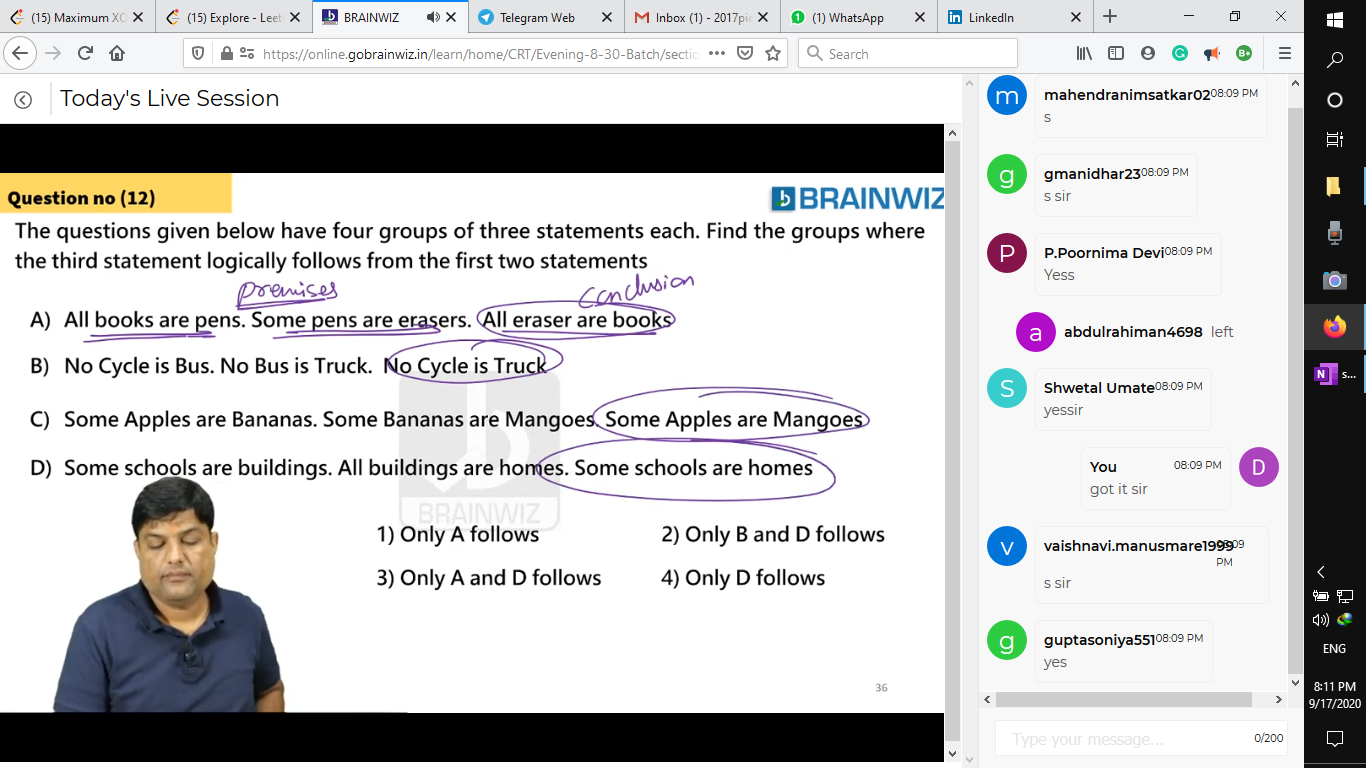 (15) Maximum XO
(15) Explore - Leet
BRAINWIZ
Telegram Web
Inbox (1) - 2017pie
(1) WhatsApp
LinkedIn
https://online.gobrainwiz.in/learn/home/CRT/Evening-8-30-Batch/sectio
Search
Today's Live Session
Question no (12)
BRAINWIZ
The questions given below have four groups of three statements each. Find the groups where
the third statement logically follows from the first two statements
premises
conclusion
A) All books are pens. Some pens are erasers. All eraser are books
B) No Cycle is Bus. No Bus is Truck. No Cycle is Truck
C) Some Apples are Bananas. Some Bananas are Mangoes. Some Apples are Mangoes
D) Some schools are buildings. All buildings are homes. Some schools are homes
BRAINWIZ
1) Only A follows
2) Only B and D follows
3) Only A and D follows
4) Only D follows
36
m
mahendranimsatkar02 08:09 PM
s
g
gmanidhar23 08:09 PM
s sir
P
P.Poornima Devi 08:09 PM
Yess
a
abdulrahiman4698 left
S
Shwetal Umate 08:09 PM
yessir
You 08:09 PM
D
got it sir
v
vaishnavi.manusmare1999 08:09
PM
s sir
g
guptasoniya551 08:09 PM
yes
Type your message...
0/200
B+
N s...
ENG
8:11 PM
9/17/2020